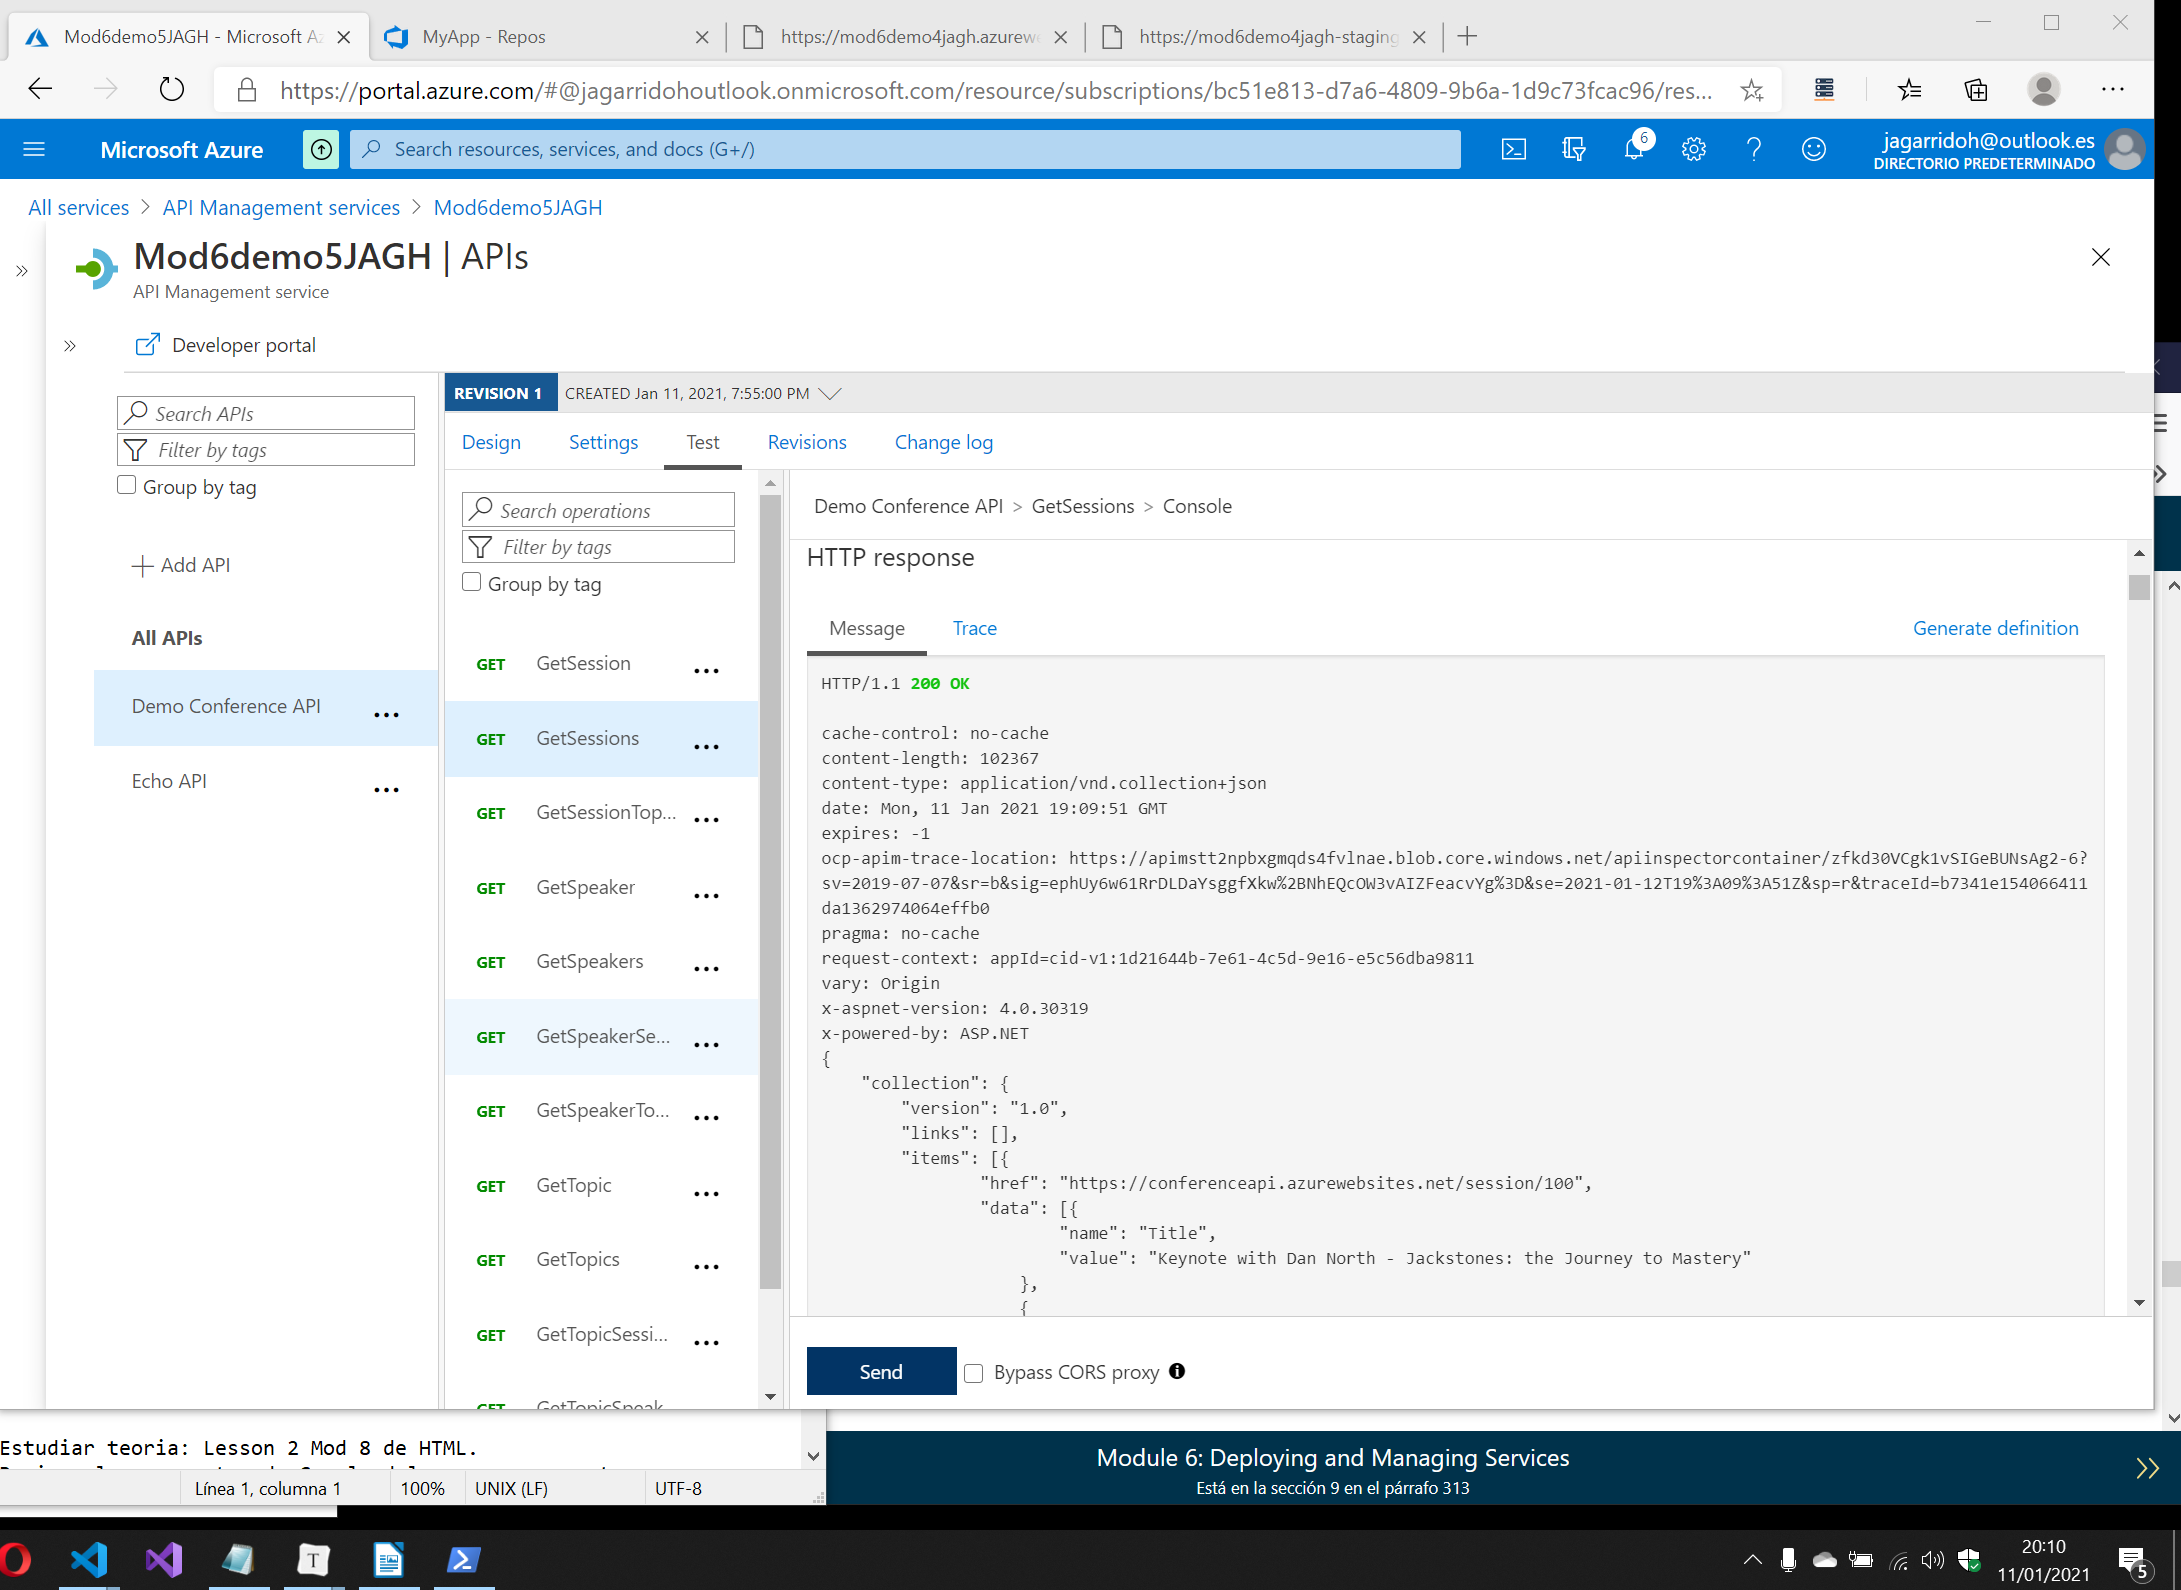 Mod6demo5JAGH - Microsoft Az
MyApp - Repos
https://mod6demo4jagh.azurew
https://mod6demo4jagh-staging
https://portal.azure.com/#@jagarridohoutlook.onmicrosoft.com/resource/subscriptions/bc51e813-d7a6-4809-9b6a-1d9c73fcac96/res...
Microsoft Azure
Search resources, services, and docs (G+/)
6
jagarridoh@outlook.es
DIRECTORIO PREDETERMINADO
All services > API Management services > Mod6demo5JAGH
Mod6demo5JAGH | APIs
API Management service
Developer portal
Search APIs
Filter by tags
Group by tag
Add API
All APIs
Demo Conference API ...
Echo API ...
REVISION 1 CREATED Jan 11, 2021, 7:55:00 PM
Design Settings Test Revisions Change log
Search operations
Filter by tags
Group by tag
GET GetSession ...
GET GetSessions ...
GET GetSessionTop... ...
GET GetSpeaker ...
GET GetSpeakers ...
GET GetSpeakerSe... ...
GET GetSpeakerTo... ...
GET GetTopic ...
GET GetTopics ...
GET GetTopicSessi... ...
GET GetTopicSpeak
Demo Conference API > GetSessions > Console
HTTP response
Message Trace Generate definition
HTTP/1.1 200 OK
cache-control: no-cache
content-length: 102367
content-type: application/vnd.collection+json
date: Mon, 11 Jan 2021 19:09:51 GMT
expires: -1
ocp-apim-trace-location: https://apimstt2npbxgmqds4fvlnae.blob.core.windows.net/apiinspectorcontainer/zfkd30VCgk1vSIGeBUNsAg2-6?
sv=2019-07-07&sr=b&sig=ephUy6w61RrDLDaYsggfXkw%2BNhEQcOW3vAIZFeacvYg%3D&se=2021-01-12T19%3A09%3A51Z&sp=r&traceId=b7341e154066411
da1362974064effb0
pragma: no-cache
request-context: appId=cid-v1:1d21644b-7e61-4c5d-9e16-e5c56dba9811
vary: Origin
x-aspnet-version: 4.0.30319
x-powered-by: ASP.NET
{
"collection": {
"version": "1.0",
"links": [],
"items": [{
"href": "https://conferenceapi.azurewebsites.net/session/100",
"data": [{
"name": "Title",
"value": "Keynote with Dan North - Jackstones: the Journey to Mastery"
},
{
Send
Bypass CORS proxy
Estudiar teoria: Lesson 2 Mod 8 de HTML.
Línea 1, columna 1
100%
UNIX (LF)
UTF-8
Module 6: Deploying and Managing Services
Está en la sección 9 en el párrafo 313
20:10
11/01/2021
5